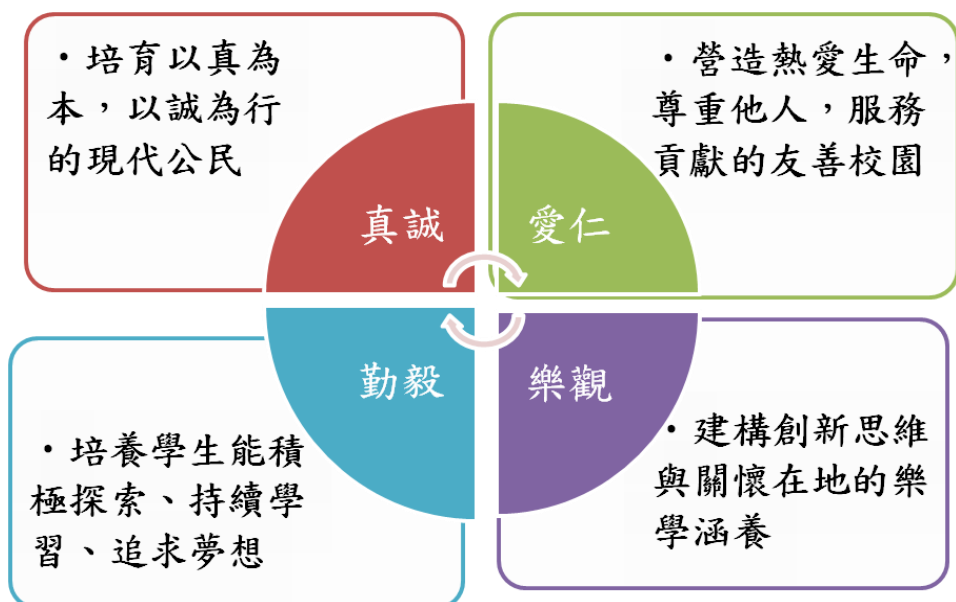 ・培育以真為
本，以誠為行
的現代公民
真誠
・營造熱愛生命，
尊重他人，服務
貢獻的友善校園
愛仁
勤毅
・培養學生能積
極探索、持續學
習、追求夢想
樂觀
・建構創新思維
與關懷在地的樂
學涵養